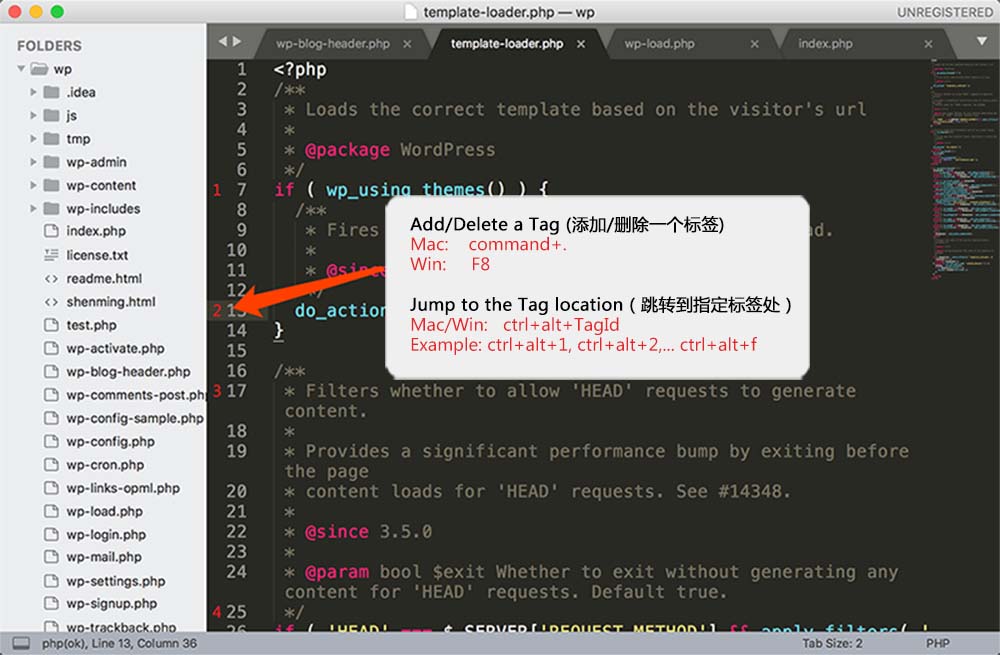 template-loader.php — wp
UNREGISTERED
FOLDERS
wp
.idea
js
tmp
wp-admin
wp-content
wp-includes
index.php
license.txt
readme.html
shenming.html
test.php
wp-activate.php
wp-blog-header.php
wp-comments-post.php
wp-config-sample.php
wp-config.php
wp-cron.php
wp-links-opml.php
wp-load.php
wp-login.php
wp-mail.php
wp-settings.php
wp-signup.php
wp-trackback.php
wp-blog-header.php × template-loader.php × wp-load.php × index.php ×
1 <?php
2 /**
3 * Loads the correct template based on the visitor's url
4 *
5 * @package WordPress
6 */
1 7 if ( wp_using_themes() ) {
8 /**
9 * Fires
10 *
11 * @since
12 */
2 13 do_action
14 }
15
16 /**
3 17 * Filters whether to allow 'HEAD' requests to generate
content.
18 *
19 * Provides a significant performance bump by exiting before
the page
20 * content loads for 'HEAD' requests. See #14348.
21 *
22 * @since 3.5.0
23 *
24 * @param bool $exit Whether to exit without generating any
content for 'HEAD' requests. Default true.
4 25 */
26 if ( 'HEAD' === $_SERVER['REQUEST_METHOD'] && apply_filters( '
Add/Delete a Tag (添加/删除一个标签)
Mac: command+.
Win: F8
Jump to the Tag location ( 跳转到指定标签处 )
Mac/Win: ctrl+alt+TagId
Example: ctrl+alt+1, ctrl+alt+2,... ctrl+alt+f
php(ok), Line 13, Column 36
Tab Size: 2
PHP